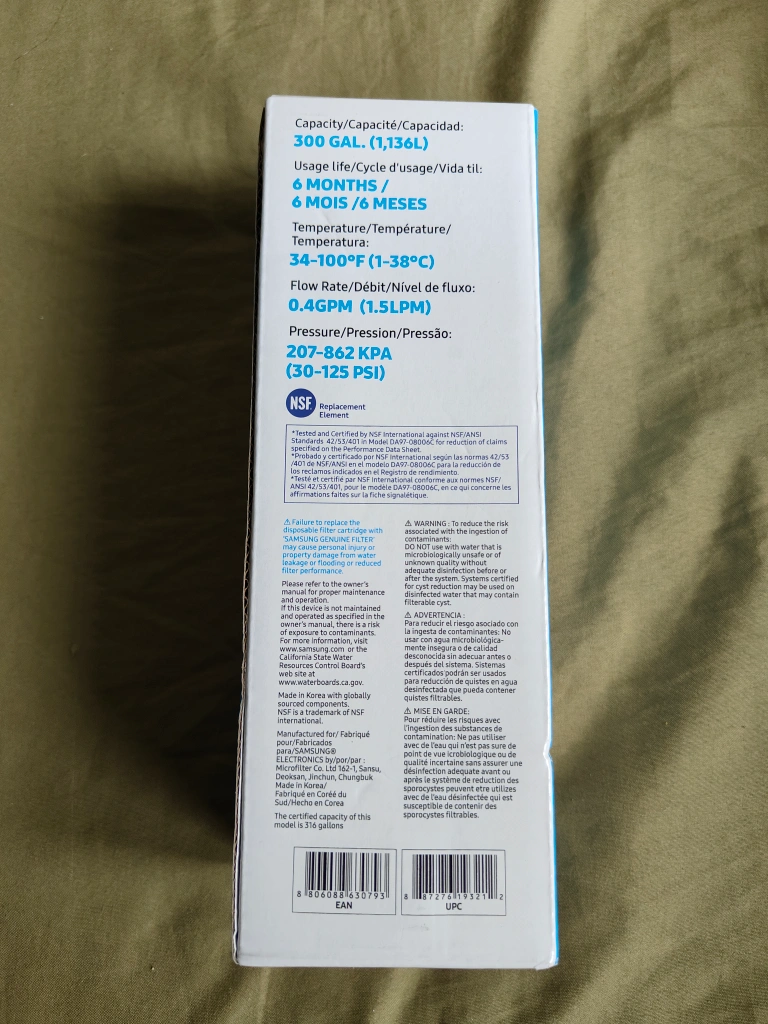 Capacity/Capacité/Capacidad:
300 GAL. (1,136L)
Usage life/Cycle d'usage/Vida til:
6 MONTHS /
6 MOIS /6 MESES
Temperature/Température/
Temperatura:
34-100°F (1-38°C)
Flow Rate/Débit/Nível de fluxo:
0.4GPM (1.5LPM)
Pressure/Pression/Pressão:
207-862 KPA
(30-125 PSI)
NSF.
Replacement
Element
*Tested and Certified by NSF International against NSF/ANSI
Standards 42/53/401 in Model DA97-08006C for reduction of claims
specified on the Performance Data Sheet.
*Probado y certificado por NSF International según las normas 42/53
/401 de NSF/ANSI en el modelo DA97-08006C para la reducción de
los reclamos indicados en el Registro de rendimiento.
*Testé et certifié par NSF International conforme aux normes NSF/
ANSI 42/53/401, pour le modèle DA97-08006C, en ce qui concerne les
affirmations faites sur la fiche signalétique.
⚠ Failure to replace the
disposable filter cartridge with
'SAMSUNG GENUINE FILTER'
may cause personal injury or
property damage from water
leakage or flooding or reduced
filter performance.
Please refer to the owner's
manual for proper maintenance
and operation.
If this device is not maintained
and operated as specified in the
owner's manual, there is a risk
of exposure to contaminants.
For more information, visit
www.samsung.com or the
California State Water
Resources Control Board's
web site at
www.waterboards.ca.gov.
Made in Korea with globally
sourced components.
NSF is a trademark of NSF
international.
Manufactured for/ Fabriqué
pour/Fabricados
para/SAMSUNG®
ELECTRONICS by/por/par :
Microfilter Co. Ltd 162-1, Sansu,
Deoksan, Jinchun, Chungbuk
Made in Korea/
Fabriqué en Coréé du
Sud/Hecho en Corea
The certified capacity of this
model is 316 gallons
⚠ WARNING : To reduce the risk
associated with the ingestion of
contaminants:
DO NOT use with water that is
microbiologically unsafe or of
unknown quality without
adequate disinfection before or
after the system. Systems certified
for cyst reduction may be used on
disinfected water that may contain
filterable cyst.
⚠ ADVERTENCIA :
Para reducir el riesgo asociado con
la ingesta de contaminantes: No
usar con agua microbiológica-
mente insegura o de calidad
desconocida sin adecuar antes o
después del sistema. Sistemas
certificados podrán ser usados
para reducción de quistes en agua
desinfectada que pueda contener
quistes filtrables.
⚠ MISE EN GARDE:
Pour réduire les risques avec
l'ingestion des substances de
contamination: Ne pas utiliser
avec de l'eau qui n'est pas sure de
point de vue icrobiologique ou de
qualité incertaine sans assurer une
désinfection adequate avant ou
après le système de reduction des
sporocystes peuvent etre utilizes
avec de l'eau désinfectée qui est
susceptible de contenir des
sporocystes filtrables.
8 806088 630793
EAN
8 87276 19321 2
UPC